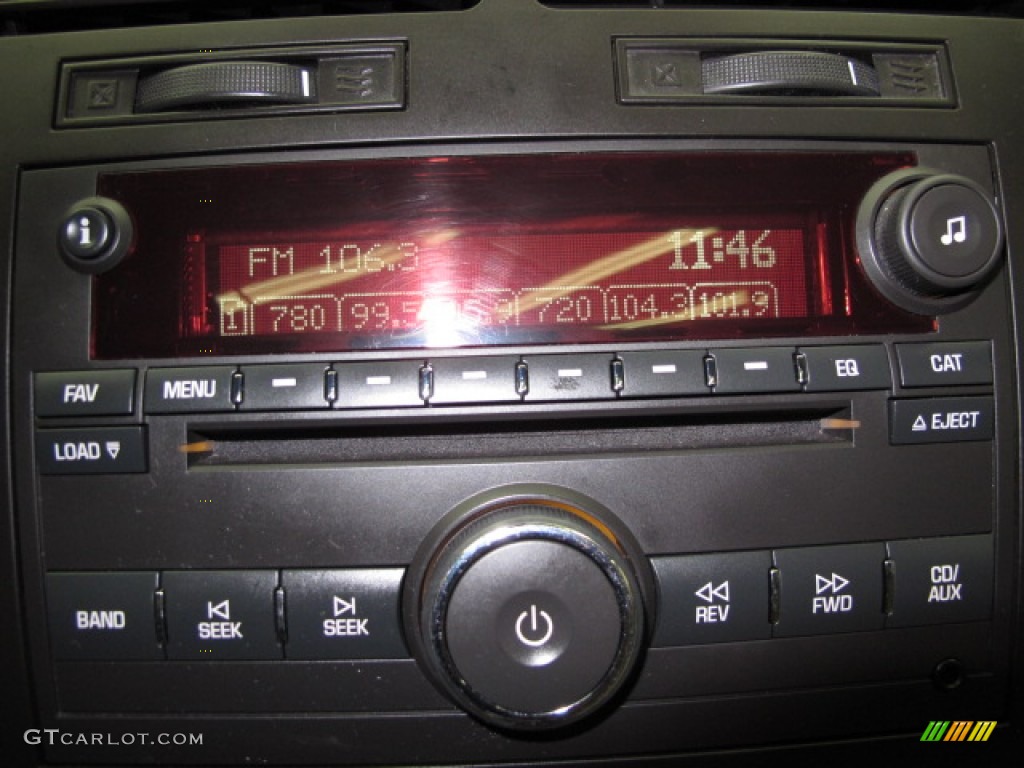 i
FM 106.3 11:46
1 780 99.5 720 104.3 101.9
FAV MENU EQ CAT
LOAD EJECT
BAND SEEK SEEK REV FWD CD/
AUX
GTCARLOT.COM